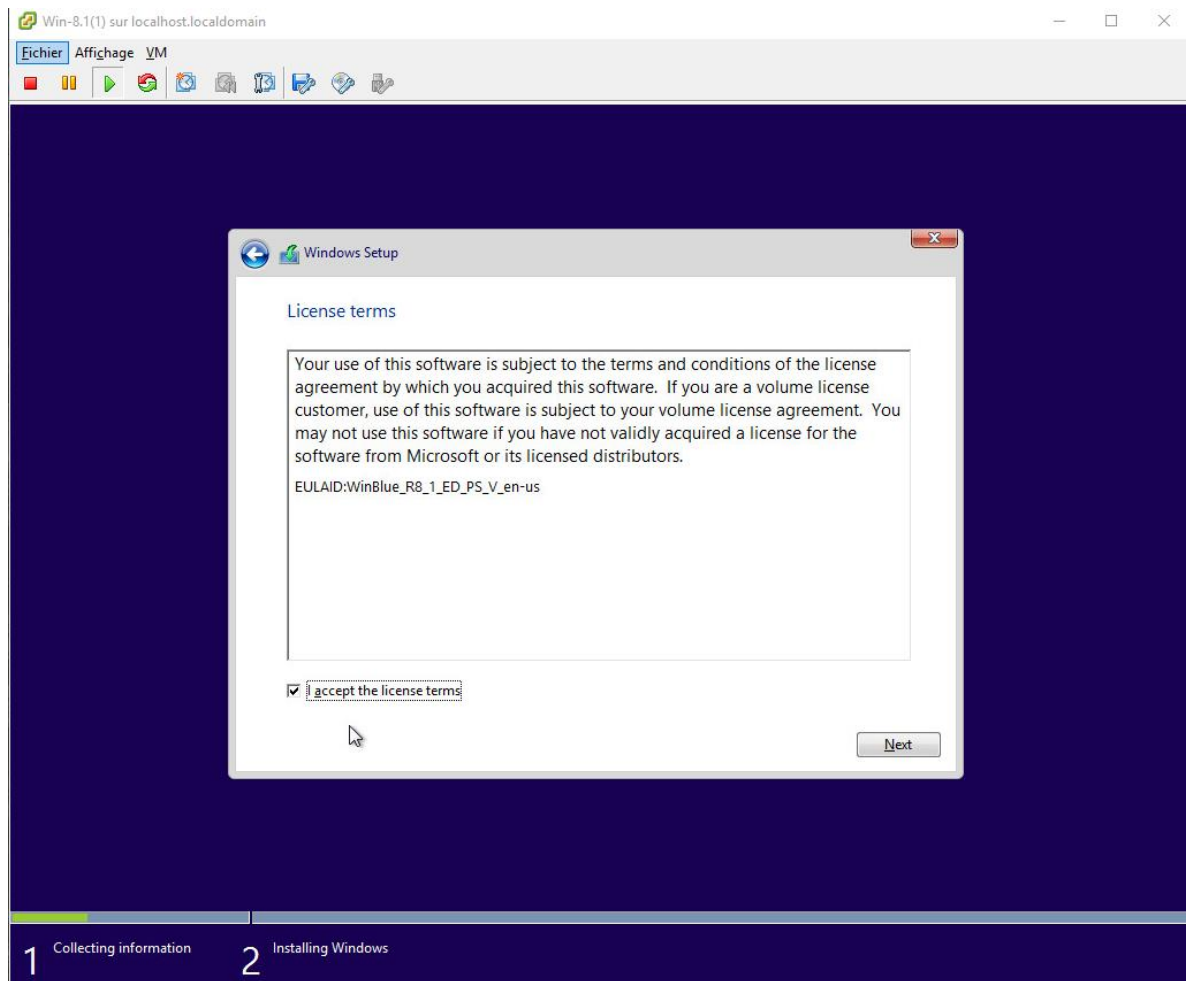 Win-8.1(1) sur localhost.localdomain
Fichier Affichage VM
Windows Setup
License terms
Your use of this software is subject to the terms and conditions of the license
agreement by which you acquired this software.  If you are a volume license
customer, use of this software is subject to your volume license agreement.  You
may not use this software if you have not validly acquired a license for the
software from Microsoft or its licensed distributors.
EULAID:WinBlue_R8_1_ED_PS_V_en-us
I accept the license terms
Next
1 Collecting information 2 Installing Windows